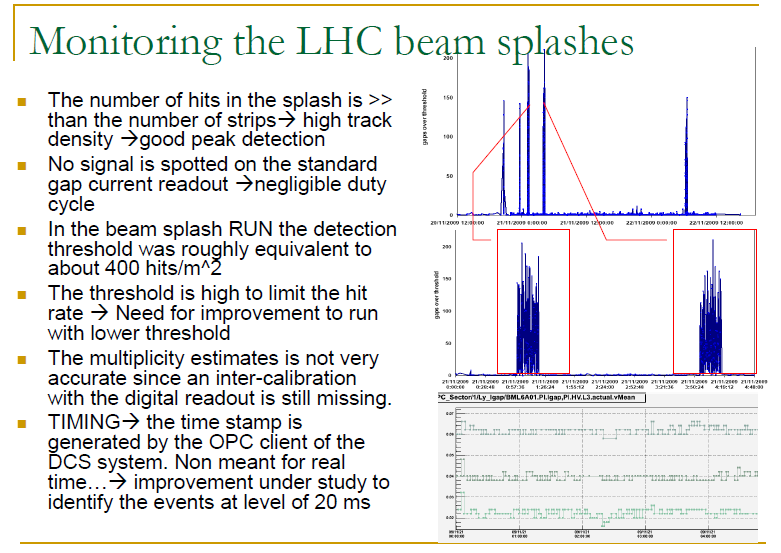 Monitoring the LHC beam splashes
■ The number of hits in the splash is >>
than the number of strips→ high track
density →good peak detection
■ No signal is spotted on the standard
gap current readout →negligible duty
cycle
■ In the beam splash RUN the detection
threshold was roughly equivalent to
about 400 hits/m^2
■ The threshold is high to limit the hit
rate → Need for improvement to run
with lower threshold
■ The multiplicity estimates is not very
accurate since an inter-calibration
with the digital readout is still missing.
■ TIMING→ the time stamp is
generated by the OPC client of the
DCS system. Non meant for real
time…→ improvement under study to
identify the events at level of 20 ms
gaps over threshold
200
150
100
50
0
20/11/2009 12:00:00 21/11/2009 0:00:00 21/11/2009 12:00 22/11/2009 0:00:00 22/11/2009 12:00:00
gaps over threshold
200
150
100
50
0
21/11/2009 21/11/2009 21/11/2009 21/11/2009 21/11/2009 21/11/2009 21/11/2009 21/11/2009 21/11/2009 21/11/2009 21/11/2009
0:00:00 0:28:48 0:57:36 1:26:24 1:55:12 2:24:00 2:52:48 3:21:36 3:50:24 4:19:12 4:48:00
°C_Sector/1/Ly_Igap/BML6A01.PI.Igap,PI.HV.L3.actual.vMean